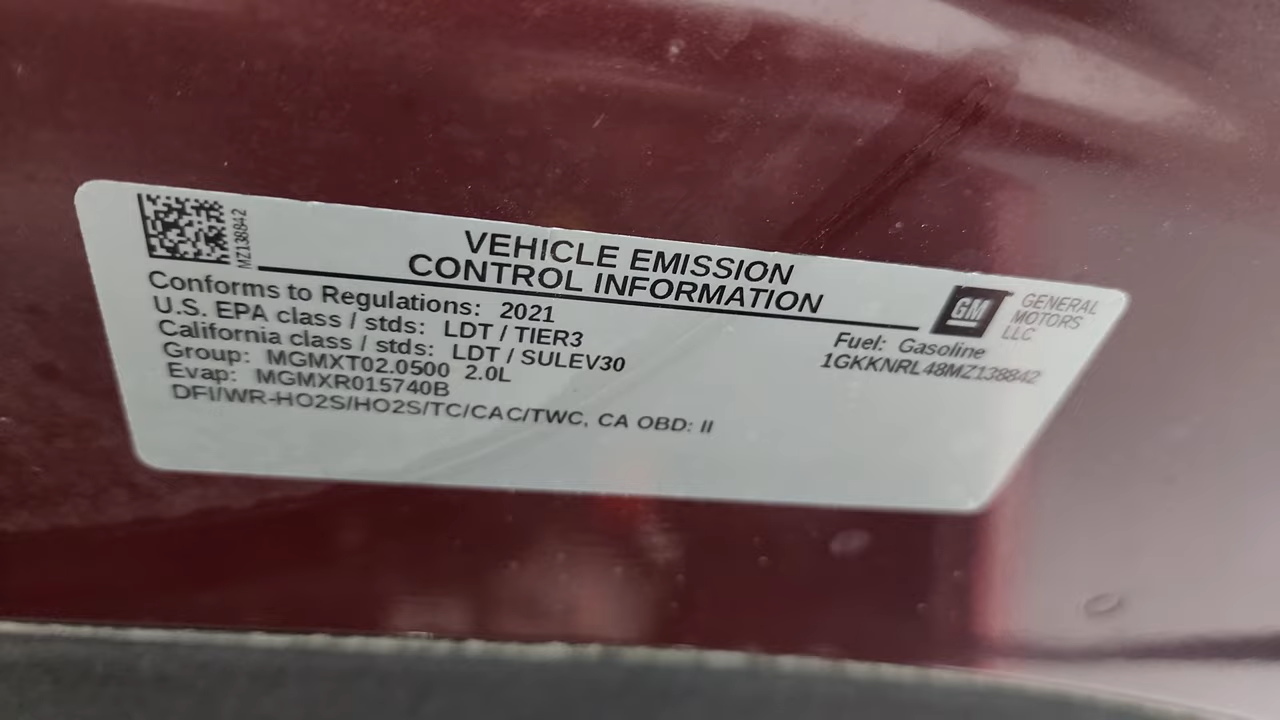 MZ138842
VEHICLE EMISSION
CONTROL INFORMATION
GM
GENERAL
MOTORS
LLC
Conforms to Regulations: 2021
U.S. EPA class / stds: LDT / TIER3
California class / stds: LDT / SULEV30
Group: MGMXT02.0500 2.0L
Evap: MGMXR015740B
DFI/WR-HO2S/HO2S/TC/CAC/TWC, CA OBD: II
Fuel: Gasoline
1GKKNRL48MZ138842